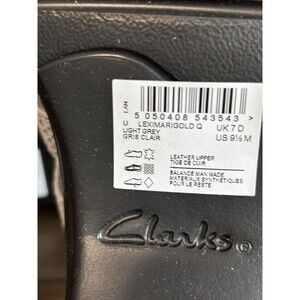 5 050408 543543 >
LI LEXIMARIGOLD Q UK 7 D
LIGHT GREY US 9½ M
GRIS CLAIR
LEATHER UPPER
TIGE DE CUIR
BALANCE MAN MADE
MATERIAUX SYNTHETIQUES
POUR LE RESTE
Clarks®